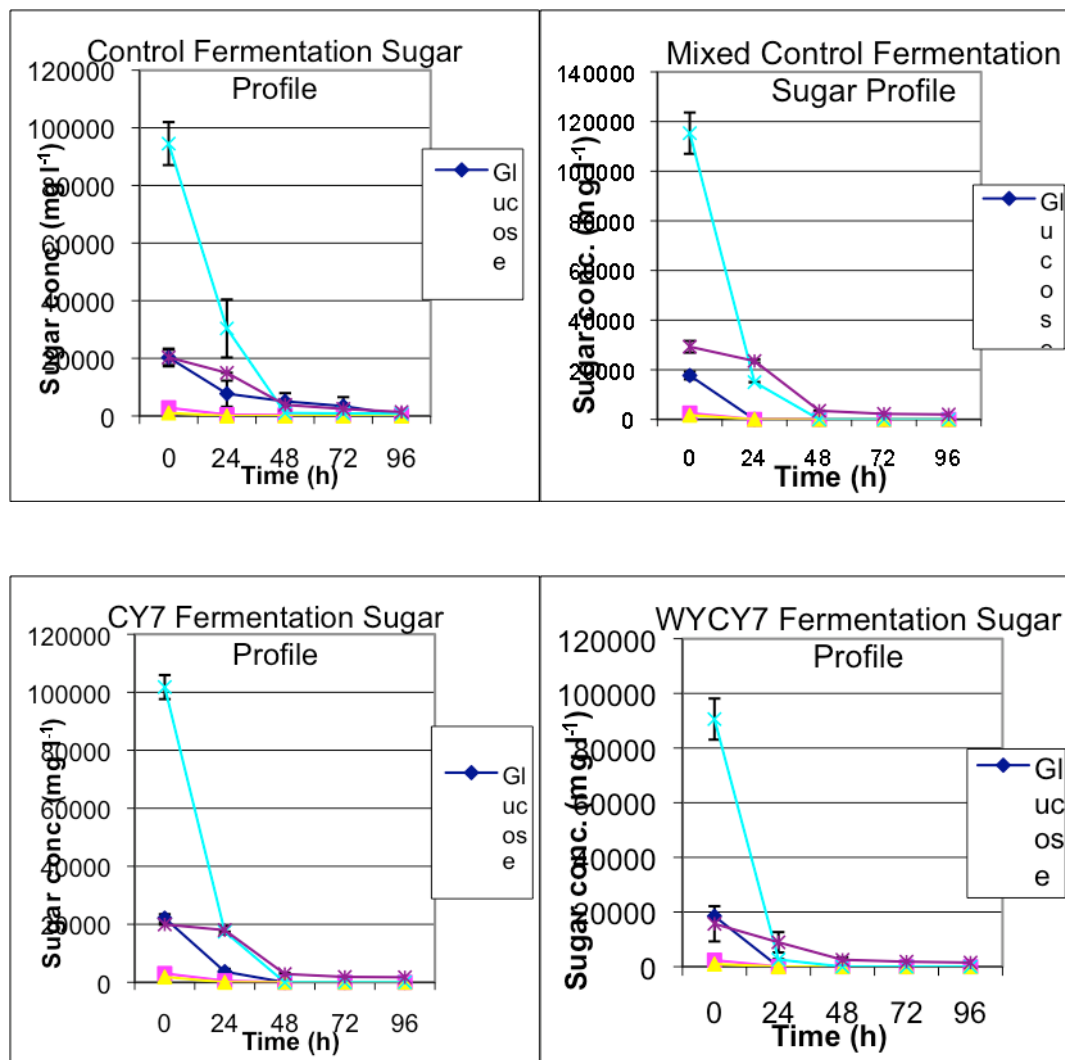 Control Fermentation Sugar
Profile
120000
100000
80000
60000
40000
20000
0
0 24 48 72 96
Sugar conc. (mg l-1)
Time (h)
Gl
uc
os
e
Mixed Control Fermentation
Sugar Profile
140000
120000
100000
80000
60000
40000
20000
0
0 24 48 72 96
Sugar conc. (mg l-1)
Time (h)
Gl
u
c
o
s
CY7 Fermentation Sugar
Profile
120000
100000
80000
60000
40000
20000
0
0 24 48 72 96
Sugar conc. (mg l-1)
Time (h)
Gl
uc
os
e
WYCY7 Fermentation Sugar
Profile
120000
100000
80000
60000
40000
20000
0
0 24 48 72 96
Sugar conc. (mg l-1)
Time (h)
Gl
uc
os
e